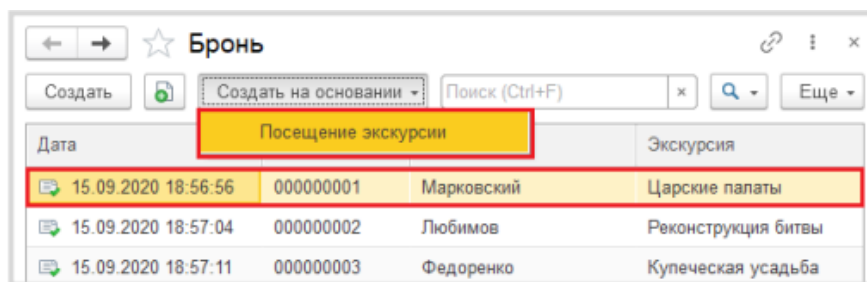 Бронь
Создать Создать на основании Поиск (Ctrl+F) Еще
Посещение экскурсии
Дата Экскурсия
15.09.2020 18:56:56 000000001 Марковский Царские палаты
15.09.2020 18:57:04 000000002 Любимов Реконструкция битвы
15.09.2020 18:57:11 000000003 Федоренко Купеческая усадьба